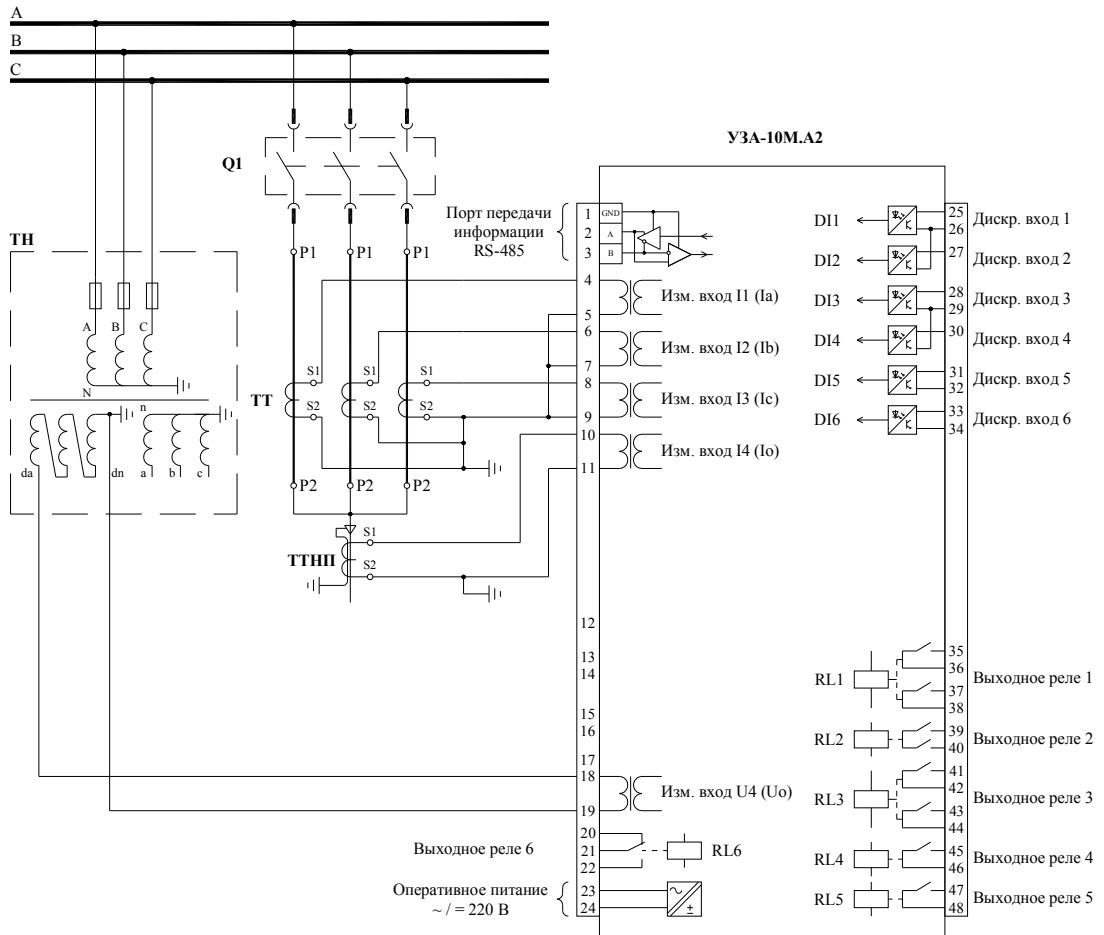 A
B
C
УЗА-10М.А2
Q1
ТН
A
B
C
N
n
da
dn
a
b
c
P1
P1
P1
ТТ
S1
S1
S1
S2
S2
S2
P2
P2
P2
ТТНП
S1
S2
Порт передачи
информации
RS-485
1
GND
2
A
3
B
4
Изм. вход I1 (Ia)
5
6
Изм. вход I2 (Ib)
7
8
Изм. вход I3 (Ic)
9
10
Изм. вход I4 (Io)
11
12
13
14
15
16
17
18
Изм. вход U4 (Uo)
19
20
Выходное реле 6
21
RL6
22
Оперативное питание
~ / = 220 В
23
24
DI1
25
26
Дискр. вход 1
DI2
27
Дискр. вход 2
DI3
28
29
Дискр. вход 3
DI4
30
Дискр. вход 4
DI5
31
32
Дискр. вход 5
DI6
33
34
Дискр. вход 6
RL1
35
36
37
38
Выходное реле 1
RL2
39
40
Выходное реле 2
RL3
41
42
43
44
Выходное реле 3
RL4
45
46
Выходное реле 4
RL5
47
48
Выходное реле 5